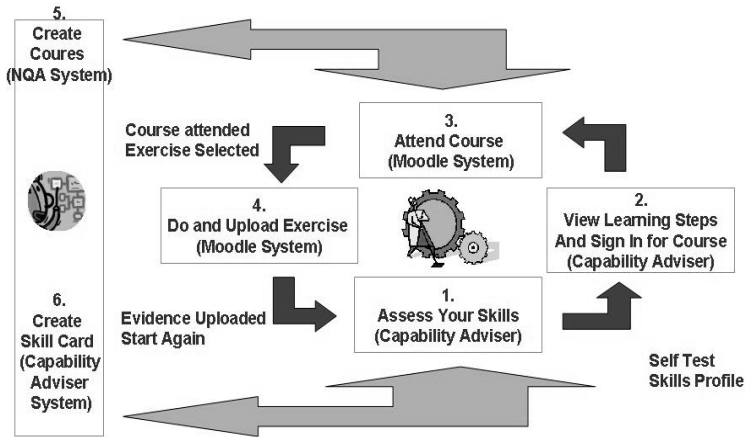 5.
Create
Coures
(NQA System)
3.
Attend Course
(Moodle System)
Course attended
Exercise Selected
4.
Do and Upload Exercise
(Moodle System)
2.
View Learning Steps
And Sign In for Course
(Capability Adviser)
1.
Assess Your Skills
(Capability Adviser)
Evidence Uploaded
Start Again
6.
Create
Skill Card
(Capability
Adviser
System)
Self Test
Skills Profile